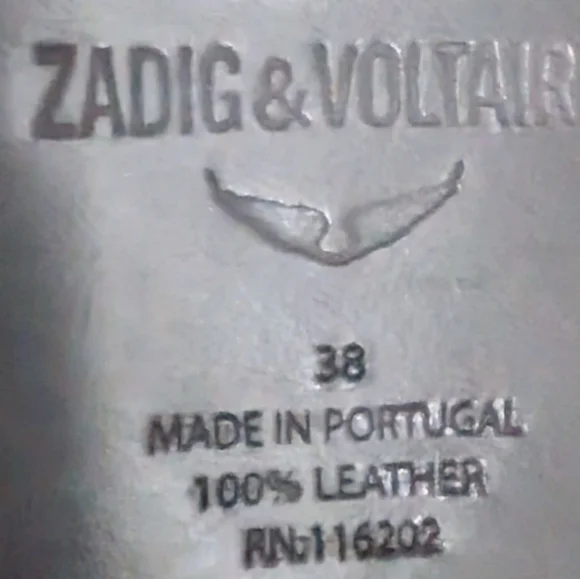 ZADIG&VOLTAIR
38
MADE IN PORTUGAL
100% LEATHER
RN:116202